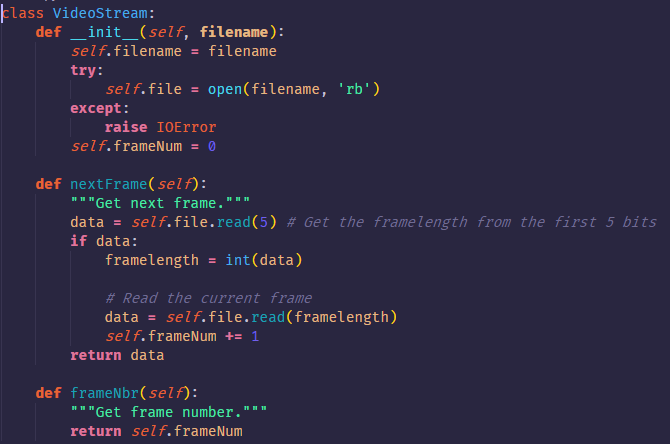 class VideoStream:
    def __init__(self, filename):
        self.filename = filename
        try:
            self.file = open(filename, 'rb')
        except:
            raise IOError
        self.frameNum = 0

    def nextFrame(self):
        """Get next frame."""
        data = self.file.read(5) # Get the framelength from the first 5 bits
        if data:
            framelength = int(data)

            # Read the current frame
            data = self.file.read(framelength)
            self.frameNum += 1
        return data

    def frameNbr(self):
        """Get frame number."""
        return self.frameNum